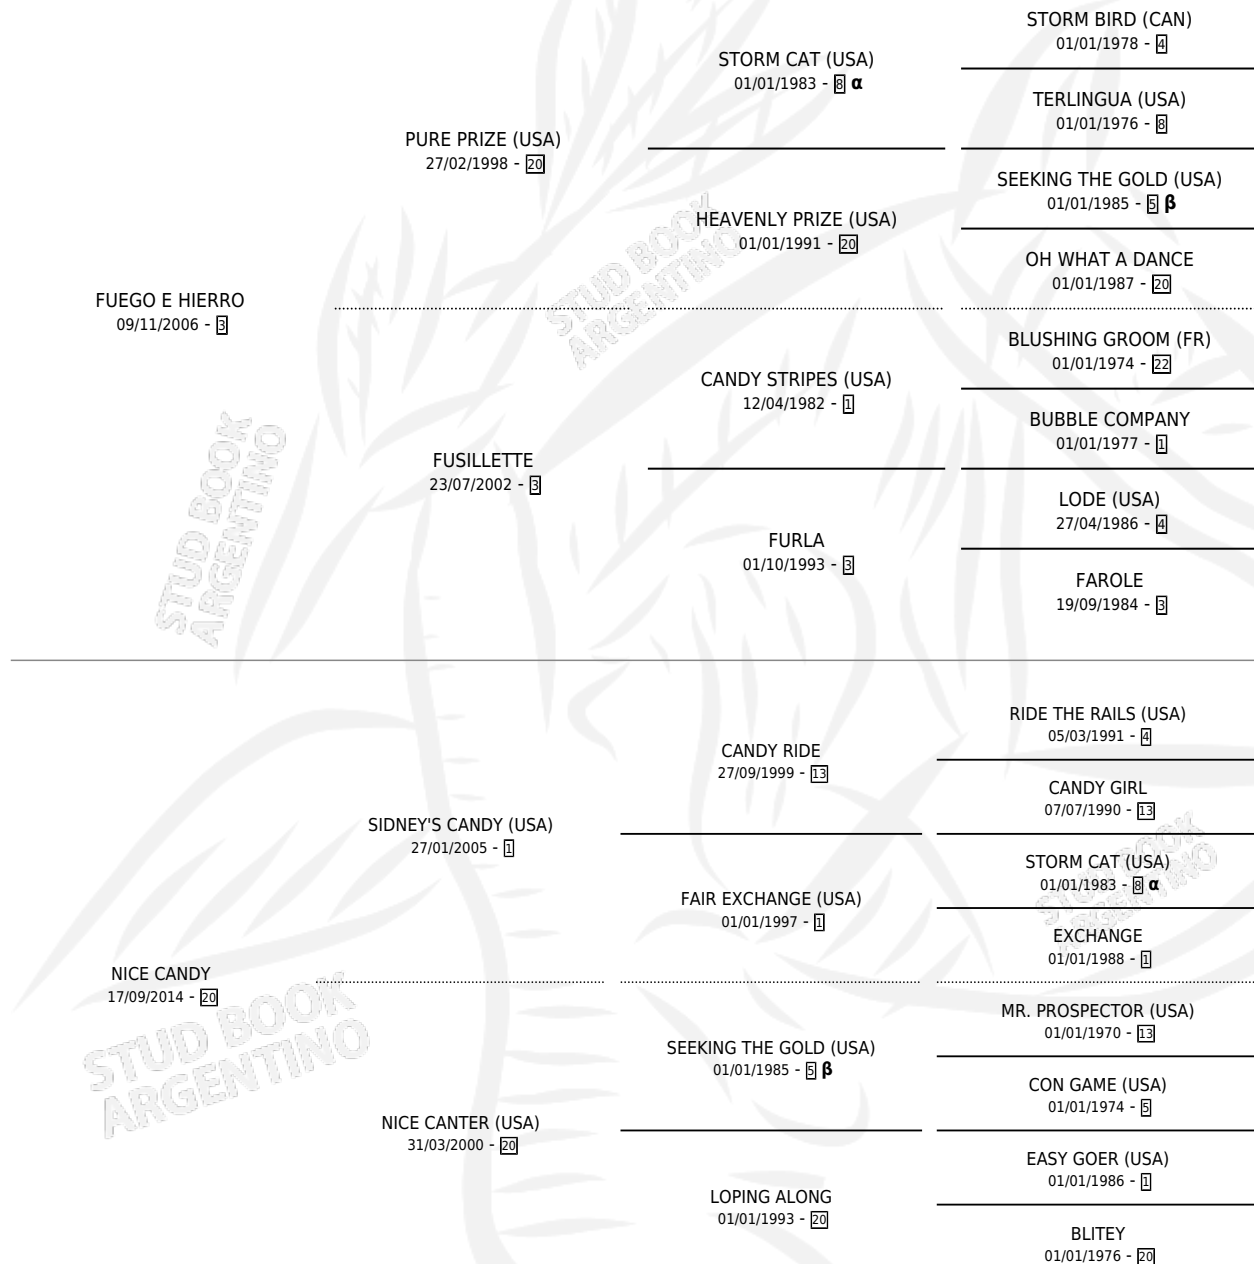 STORM BIRD (CAN)
01/01/1978 - 4
STORM CAT (USA)
01/01/1983 - 8 α
TERLINGUA (USA)
01/01/1976 - 8
PURE PRIZE (USA)
27/02/1998 - 20
SEEKING THE GOLD (USA)
01/01/1985 - 5 β
HEAVENLY PRIZE (USA)
01/01/1991 - 20
OH WHAT A DANCE
01/01/1987 - 20
FUEGO E HIERRO
09/11/2006 - 3
BLUSHING GROOM (FR)
01/01/1974 - 22
CANDY STRIPES (USA)
12/04/1982 - 1
BUBBLE COMPANY
01/01/1977 - 1
FUSILLETTE
23/07/2002 - 3
LODE (USA)
27/04/1986 - 4
FURLA
01/10/1993 - 3
FAROLE
19/09/1984 - 3
RIDE THE RAILS (USA)
05/03/1991 - 4
CANDY RIDE
27/09/1999 - 13
CANDY GIRL
07/07/1990 - 13
SIDNEY'S CANDY (USA)
27/01/2005 - 1
STORM CAT (USA)
01/01/1983 - 8 α
FAIR EXCHANGE (USA)
01/01/1997 - 1
EXCHANGE
01/01/1988 - 1
NICE CANDY
17/09/2014 - 20
MR. PROSPECTOR (USA)
01/01/1970 - 13
SEEKING THE GOLD (USA)
01/01/1985 - 5 β
CON GAME (USA)
01/01/1974 - 5
NICE CANTER (USA)
31/03/2000 - 20
EASY GOER (USA)
01/01/1986 - 1
LOPING ALONG
01/01/1993 - 20
BLITEY
01/01/1976 - 20
STUD BOOK
ARGENTINO
STUD BOOK
ARGENTINO
STUD BOOK
ARGENTINO
STUD BOOK
ARGENTINO